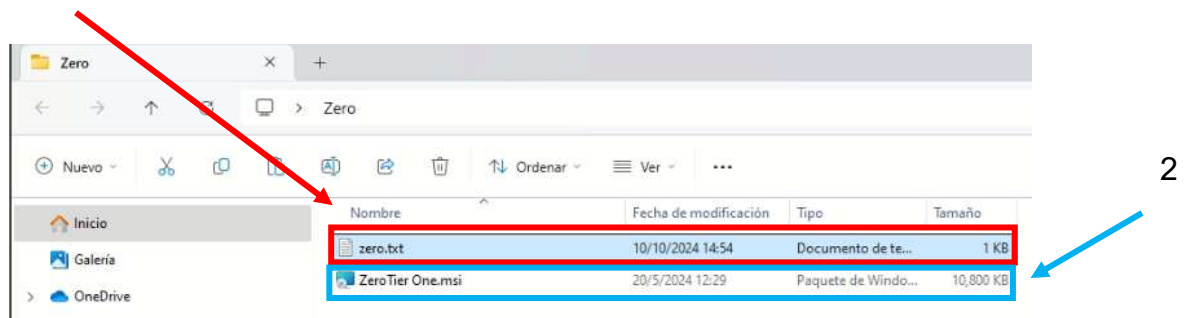 Zero
Zero
Nuevo
Ordenar
Ver
2
Nombre Fecha de modificación Tipo Tamaño
Inicio
zero.txt 10/10/2024 14:54 Documento de te... 1 KB
Galería
ZeroTier One.msi 20/5/2024 12:29 Paquete de Windo... 10,800 KB
OneDrive